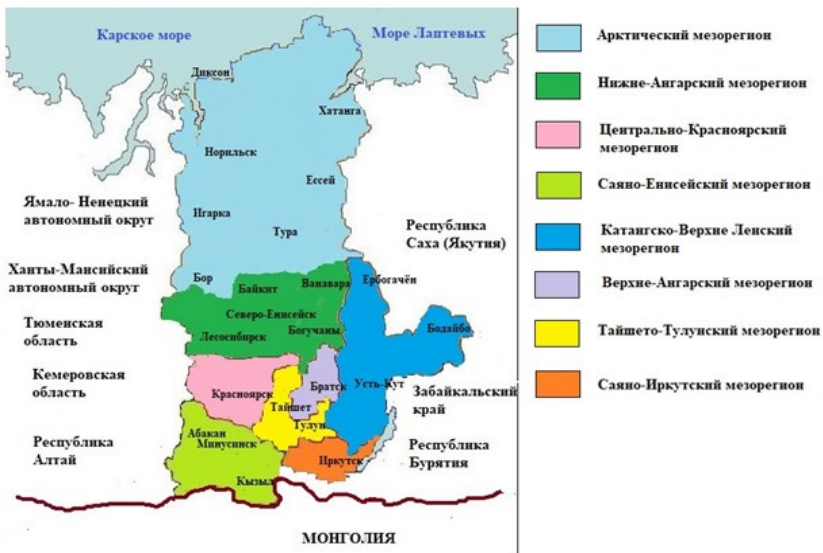 Карское море
Море Лаптевых
Диксон
Хатанга
Норильск
Ессей
Ямало- Ненецкий
автономный округ
Игарка
Тура
Республика
Саха (Якутия)
Ханты-Мансийский
автономный округ
Бор
Байкит
Ванавара
Ербогачён
Тюменская
область
Северо-Енисейск
Лесосибирск
Богучаны
Бодайбо
Кемеровская
область
Красноярск
Братск
Усть-Кут
Забайкальский
край
Тайшет
Тулун
Республика
Алтай
Абакан
Минусинск
Иркутск
Республика
Бурятия
Кызыл
МОНГОЛИЯ
Арктический мезорегион
Нижне-Ангарский мезорегион
Центрально-Красноярский
мезорегион
Саяно-Енисейский мезорегион
Катангско-Верхне Ленский
мезорегион
Верхне-Ангарский мезорегион
Тайшето-Тулунский мезорегион
Саяно-Иркутский мезорегион